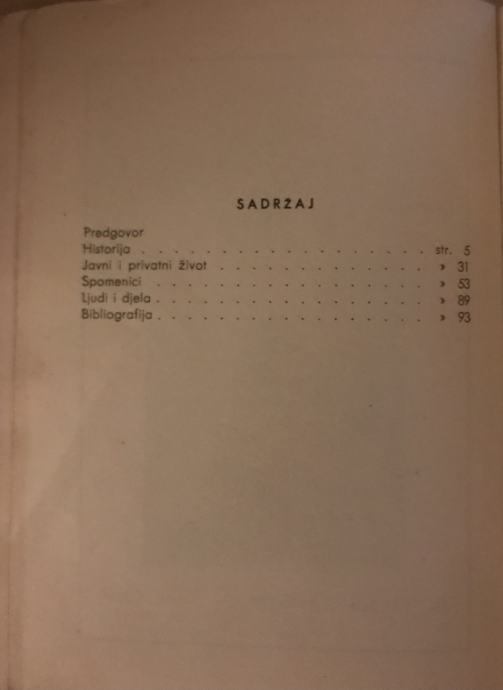 SADRŽAJ
Predgovor
Historija . . . . . . . . . . . . . . . . . . str. 5
Javni i privatni život . . . . . . . . . . . . . » 31
Spomenici . . . . . . . . . . . . . . . . . » 53
Ljudi i djela . . . . . . . . . . . . . . . . . » 89
Bibliografija . . . . . . . . . . . . . . . . . » 93